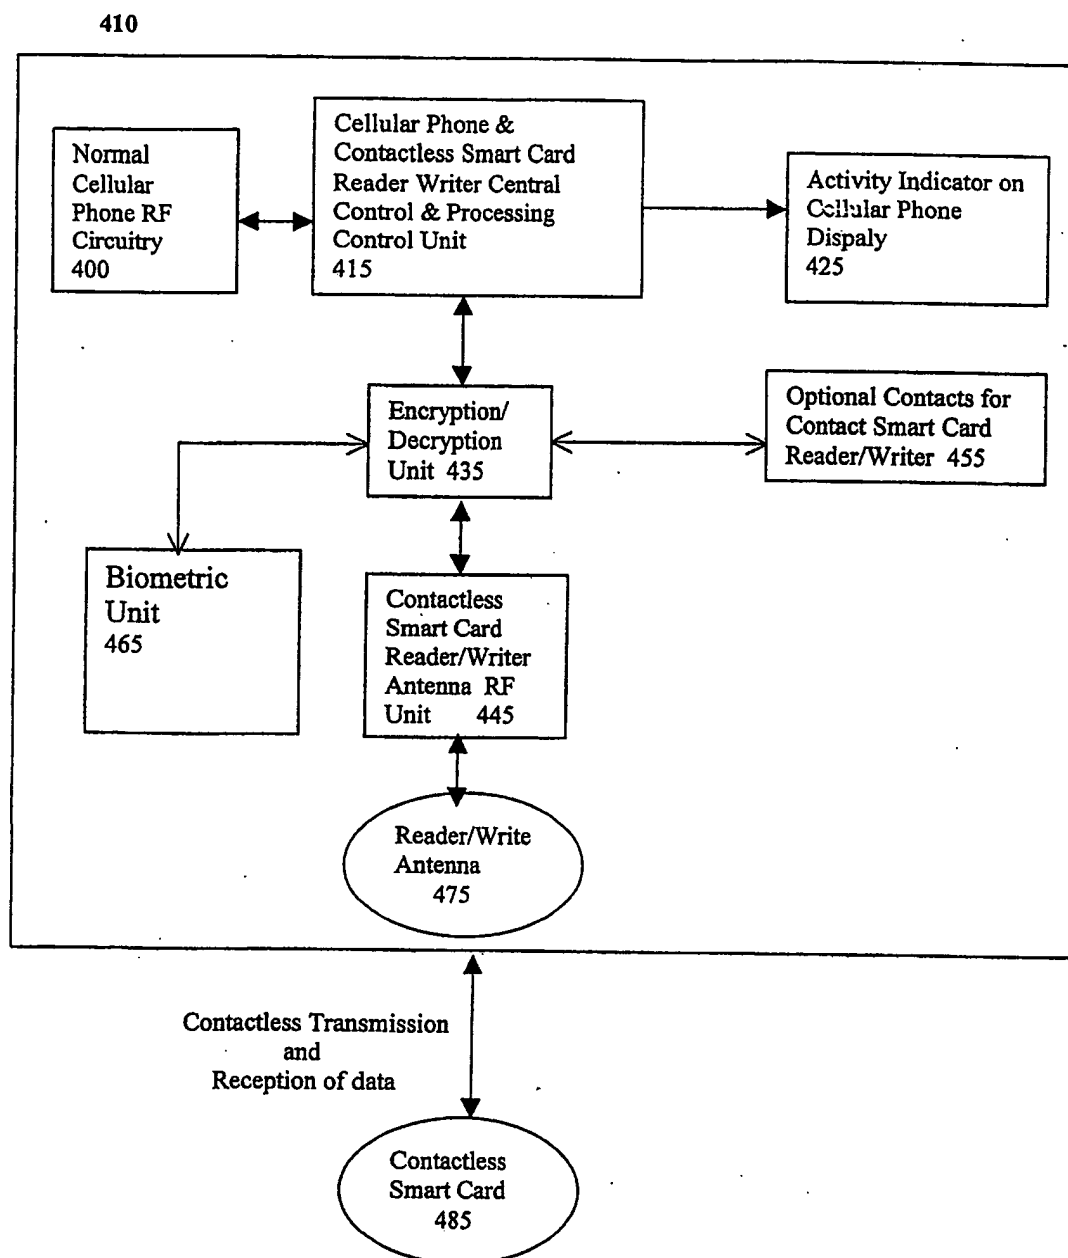 410
Normal
Cellular
Phone RF
Circuitry
400
Cellular Phone &
Contactless Smart Card
Reader Writer Central
Control & Processing
Control Unit
415
Activity Indicator on
Cellular Phone
Dispaly
425
Encryption/
Decryption
Unit 435
Optional Contacts for
Contact Smart Card
Reader/Writer 455
Biometric
Unit
465
Contactless
Smart Card
Reader/Writer
Antenna RF
Unit 445
Reader/Write
Antenna
475
Contactless Transmission
and
Reception of data
Contactless
Smart Card
485